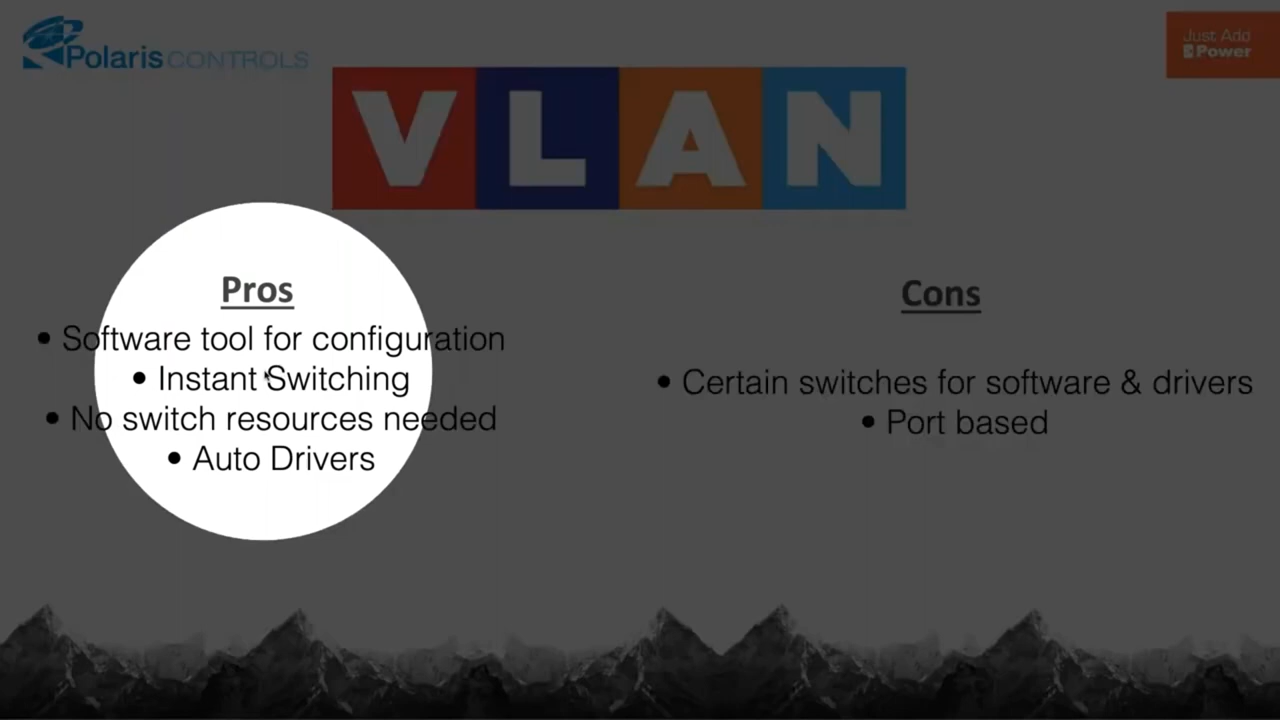 Polaris CONTROLS
Just Add
Power
VLAN
Pros
• Software tool for configuration
• Instant Switching
• No switch resources needed
• Auto Drivers
Cons
• Certain switches for software & drivers
• Port based